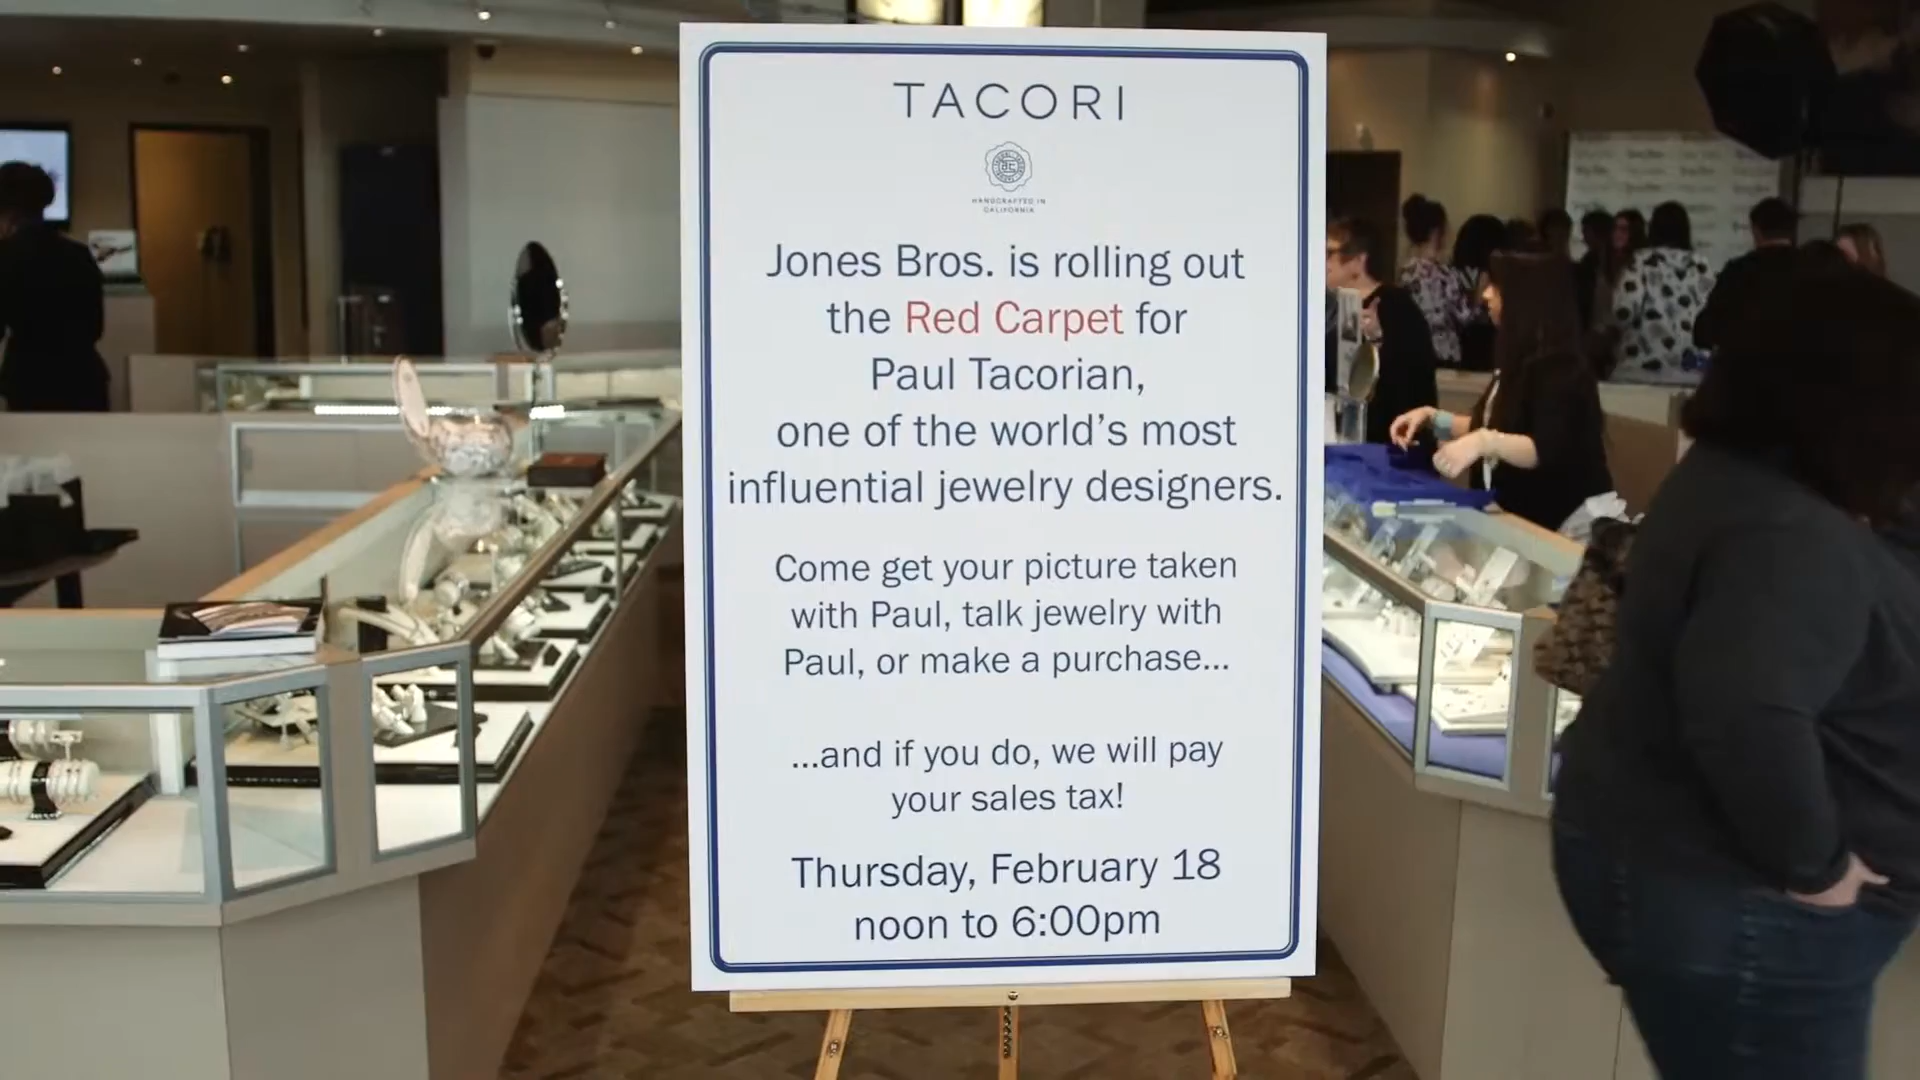 TACORI
HANDCRAFTED IN
CALIFORNIA
Jones Bros. is rolling out
the Red Carpet for
Paul Tacorian,
one of the world's most
influential jewelry designers.
Come get your picture taken
with Paul, talk jewelry with
Paul, or make a purchase...
...and if you do, we will pay
your sales tax!
Thursday, February 18
noon to 6:00pm